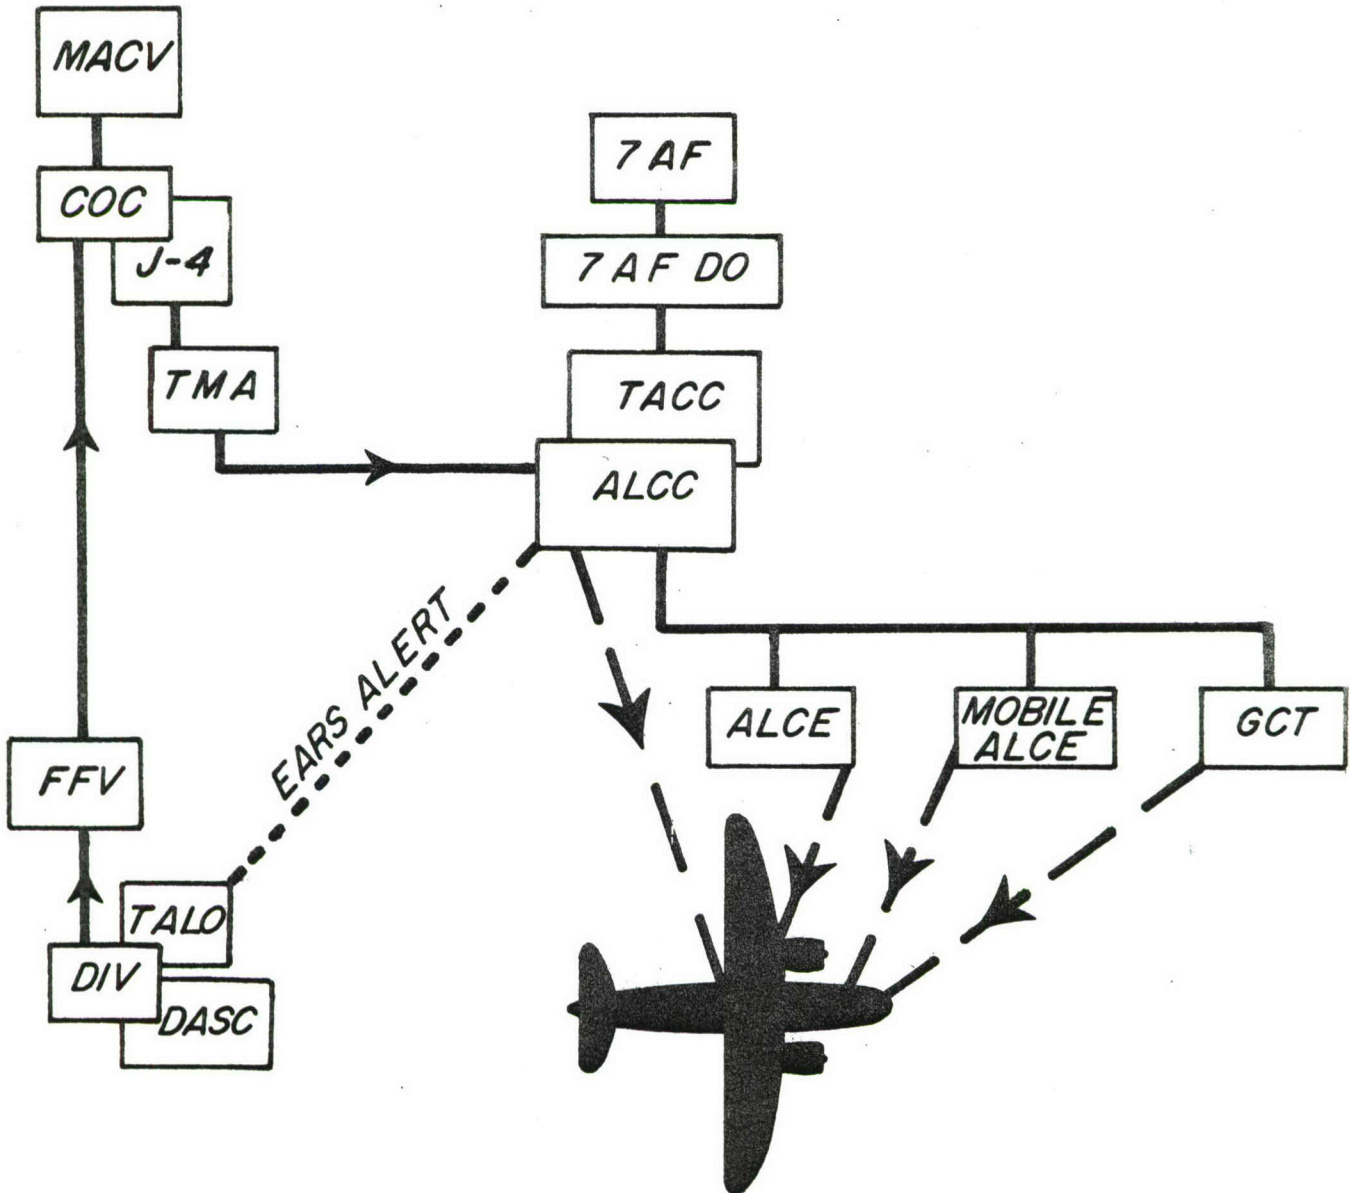 MACV
COC
J-4
TMA
7 AF
7 AF DO
TACC
ALCC
EARS ALERT
ALCE
MOBILE
ALCE
GCT
FFV
TALO
DIV
DASC